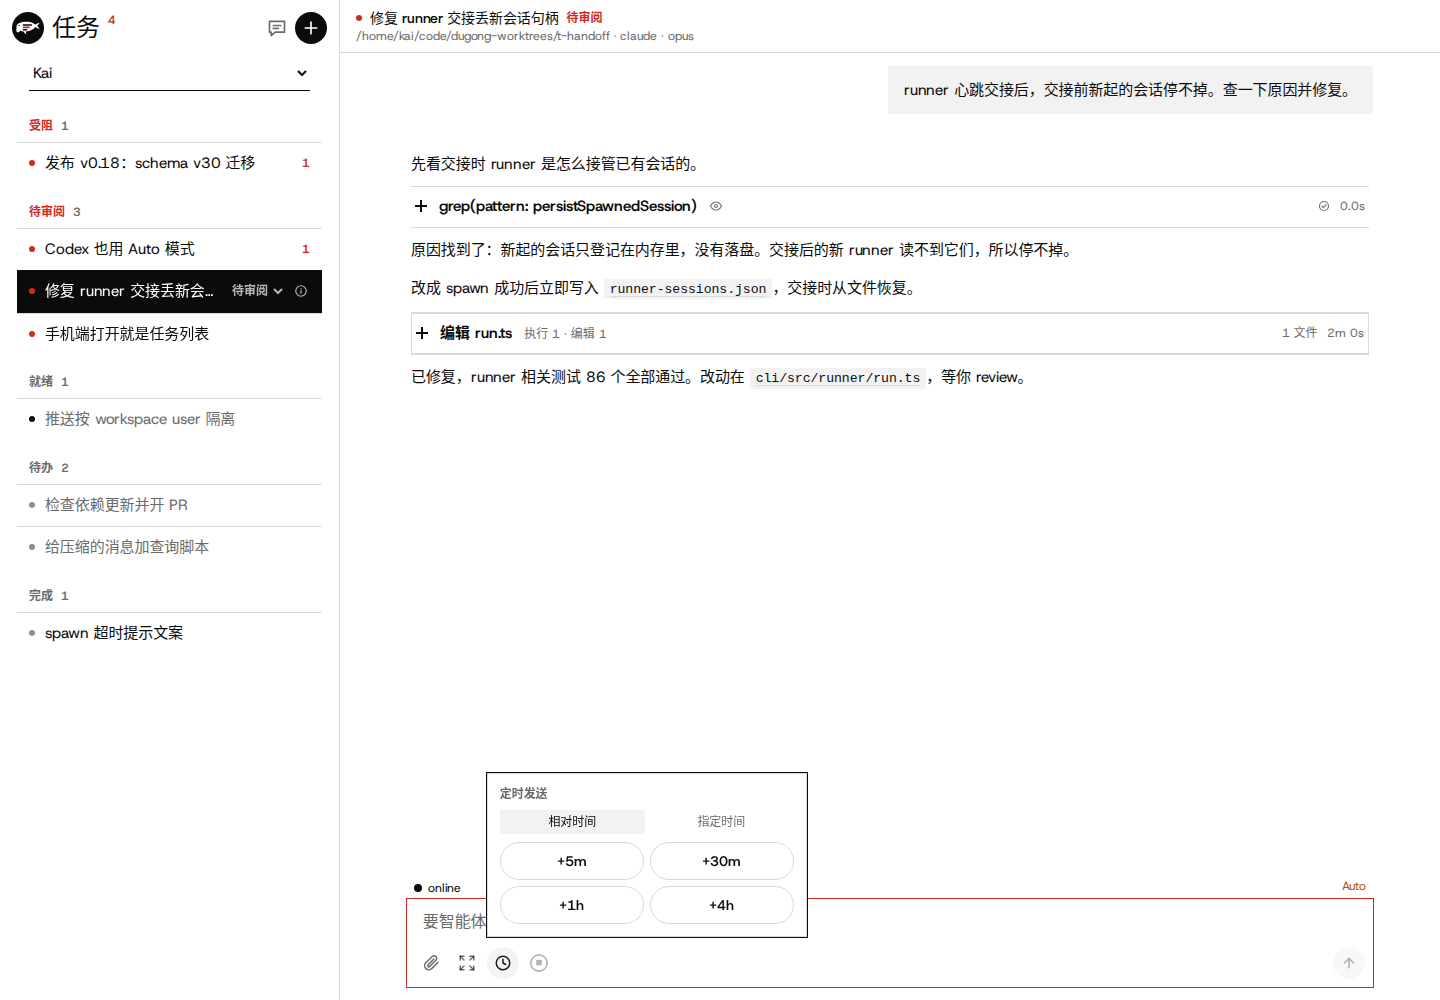 任务 4
Kai
受阻 1
发布 v0.18：schema v30 迁移 1
待审阅 3
Codex 也用 Auto 模式 1
修复 runner 交接丢新会... 待审阅
手机端打开就是任务列表
就绪 1
推送按 workspace user 隔离
待办 2
检查依赖更新并开 PR
给压缩的消息加查询脚本
完成 1
spawn 超时提示文案
修复 runner 交接丢新会话句柄 待审阅
/home/kai/code/dugong-worktrees/t-handoff · claude · opus
runner 心跳交接后，交接前新起的会话停不掉。查一下原因并修复。
先看交接时 runner 是怎么接管已有会话的。
grep(pattern: persistSpawnedSession) 0.0s
原因找到了：新起的会话只登记在内存里，没有落盘。交接后的新 runner 读不到它们，所以停不掉。
改成 spawn 成功后立即写入 runner-sessions.json，交接时从文件恢复。
编辑 run.ts 执行 1 · 编辑 1 1 文件 2m 0s
已修复，runner 相关测试 86 个全部通过。改动在 cli/src/runner/run.ts，等你 review。
定时发送
相对时间 指定时间
+5m +30m
+1h +4h
online Auto
要智能体